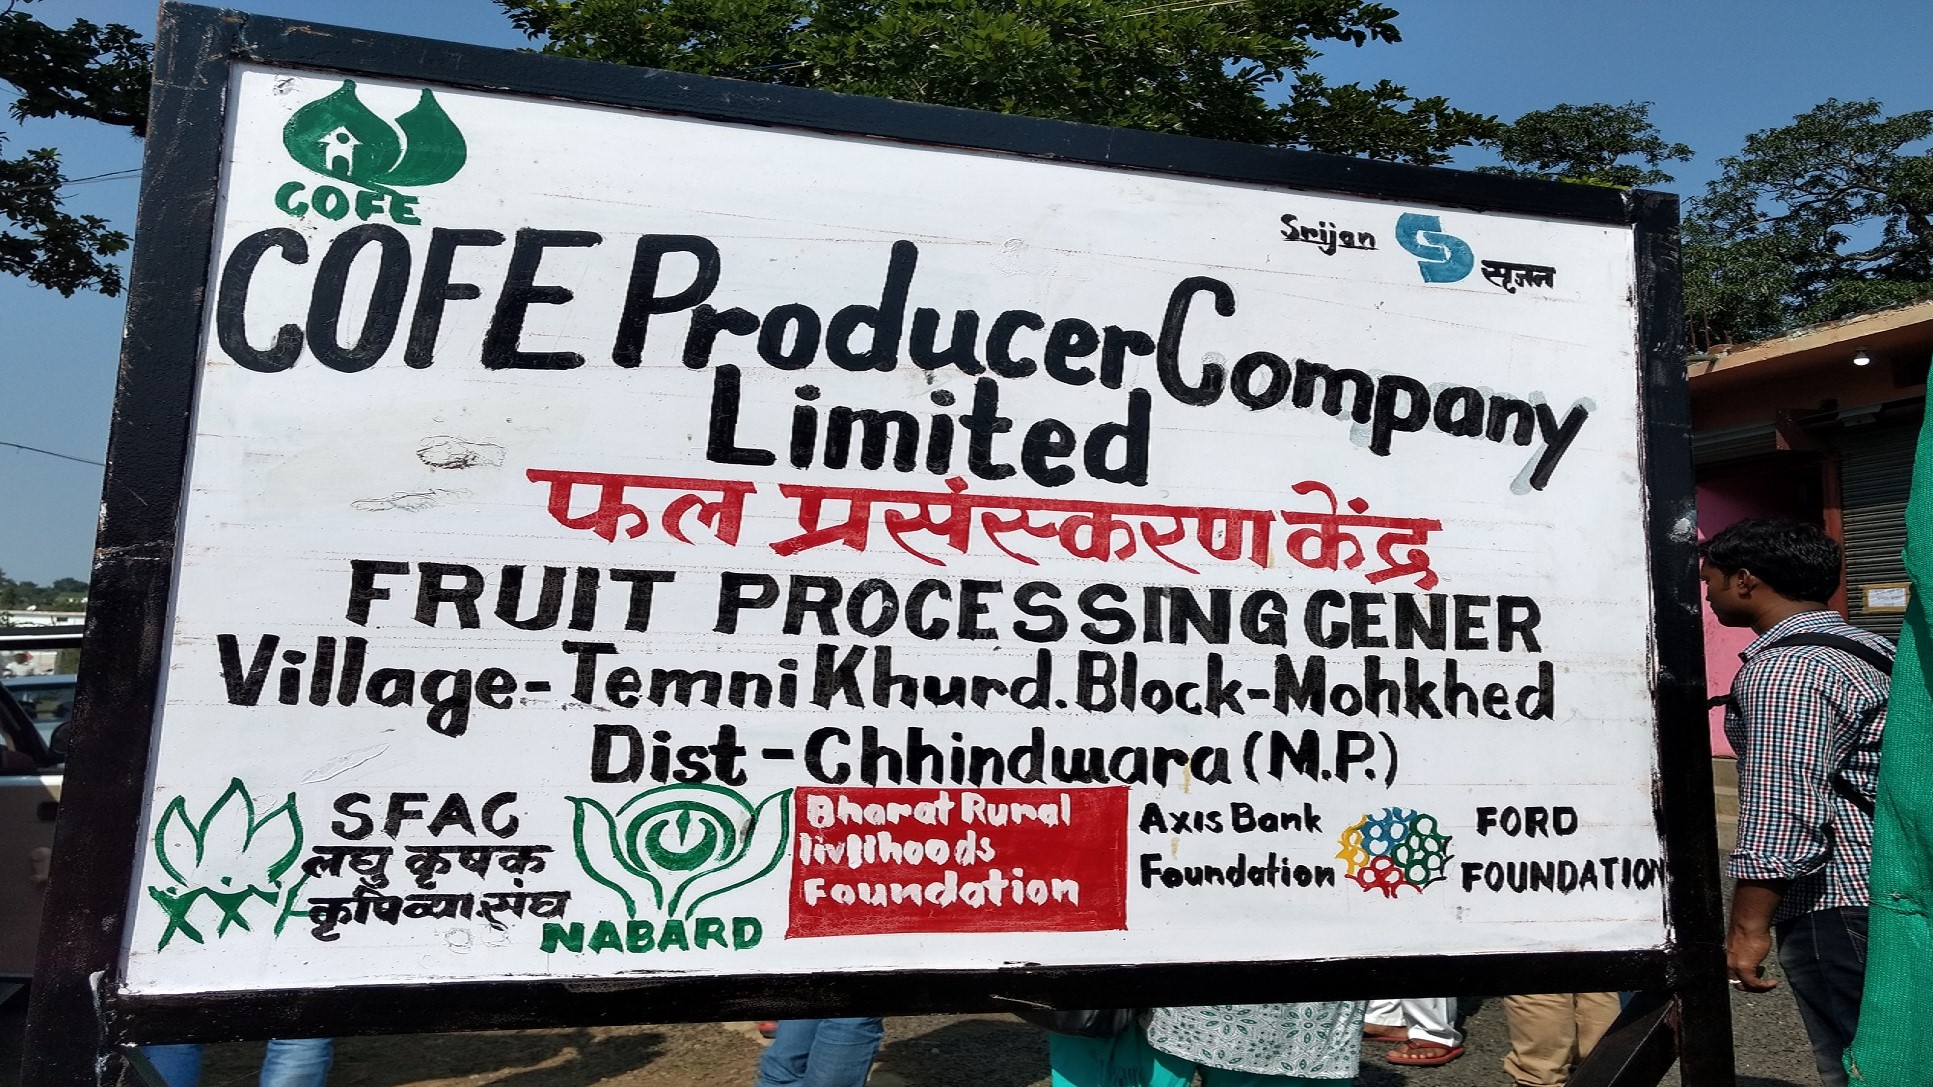 COFE
Srijan
सृजन
COFE Producer Company
Limited
फल प्रसंस्करण केंद्र
FRUIT PROCESSING CENER
Village-Temni Khurd. Block-Mohkhed
Dist-Chhindwara (M.P.)
SFAC
लघु कृषक
कृषिव्या.संघ
NABARD
Bharat Rural
livlihoods
Foundation
Axis Bank
Foundation
FORD
FOUNDATION